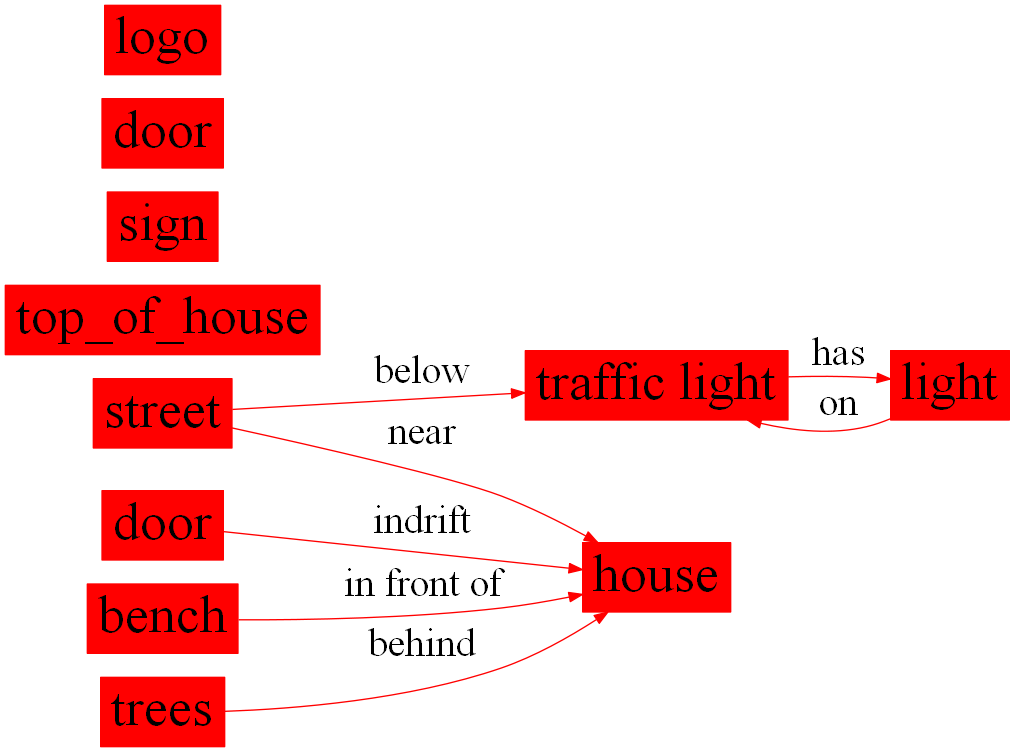 logo
door
sign
top_of_house
street
below
traffic light
has
light
on
near
door
indrift
house
bench
in front of
trees
behind